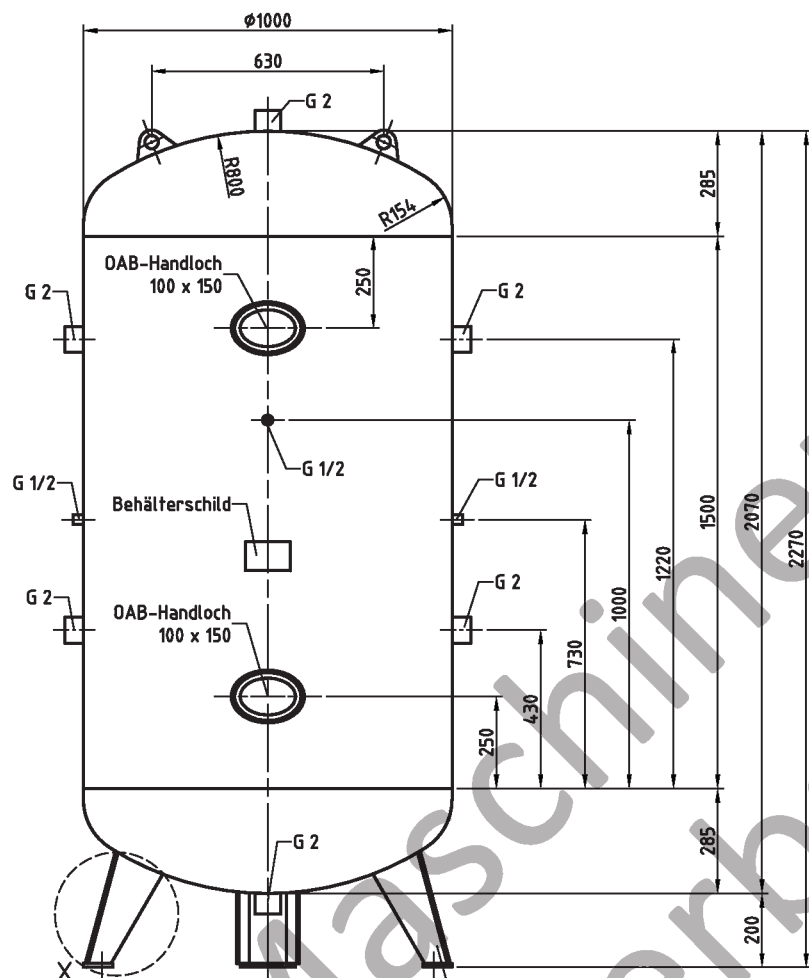 ø1000
630
G 2
R800
R154
285
OAB-Handloch
100 x 150
250
G 2
G 2
G 1/2
G 1/2
G 1/2
Behälterschild
1500
2070
2270
1220
1000
730
G 2
G 2
OAB-Handloch
100 x 150
430
250
G 2
285
200
X
Maschine